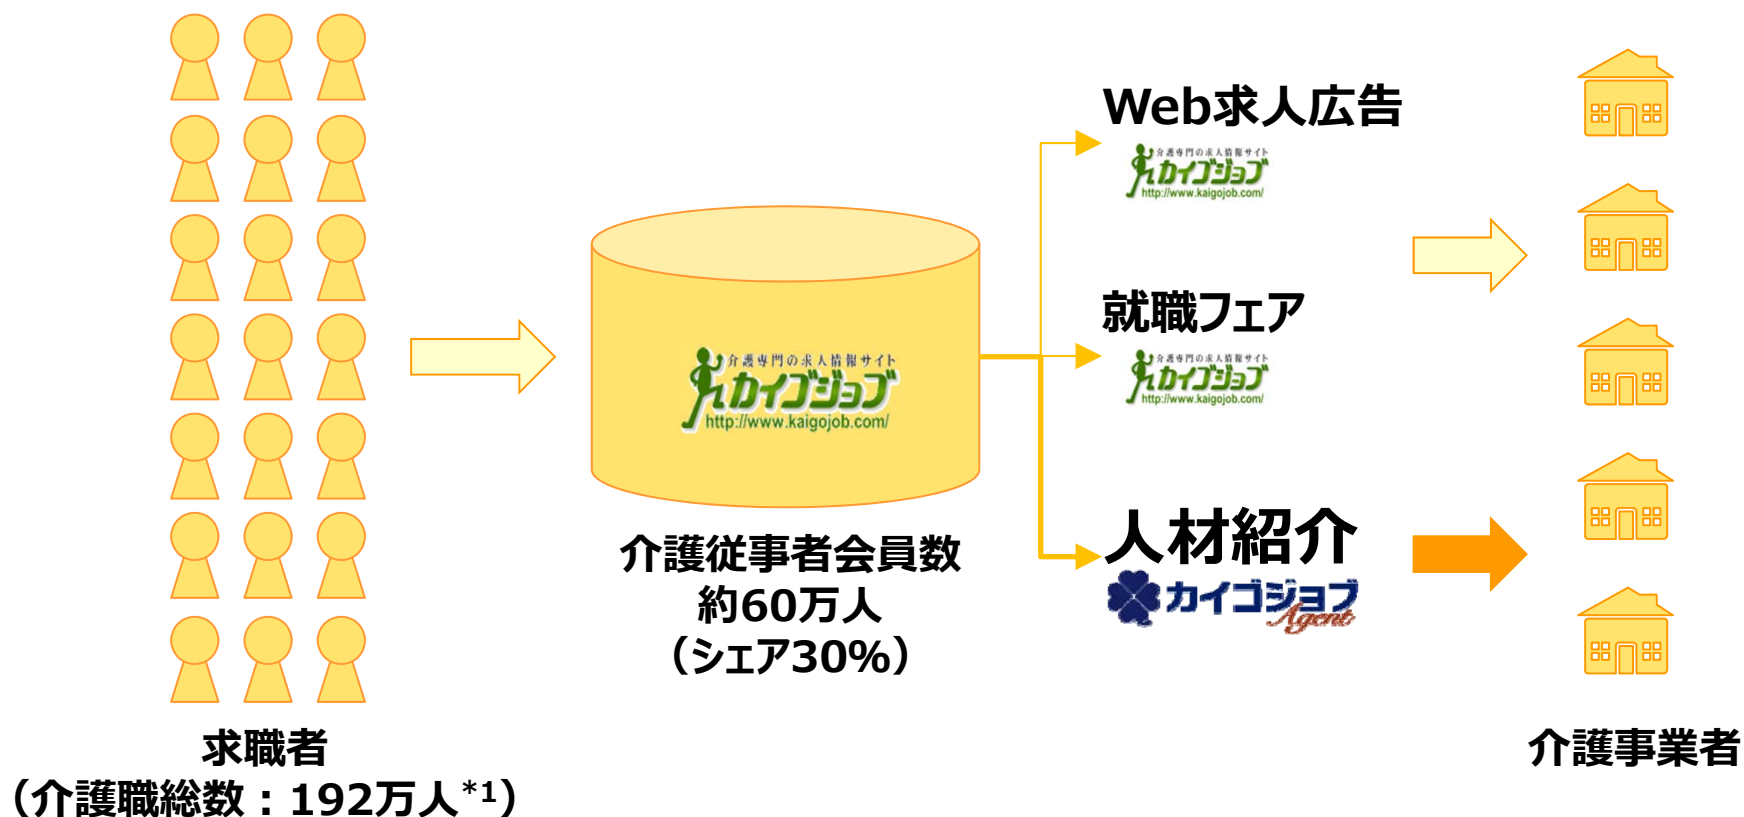 求職者
（介護職総数：192万人*1）
介護専門の求人情報サイト
カイゴジョブ
http://www.kaigojob.com/
介護従事者会員数
約60万人
（シェア30%）
Web求人広告
介護専門の求人情報サイト
カイゴジョブ
http://www.kaigojob.com/
就職フェア
介護専門の求人情報サイト
カイゴジョブ
http://www.kaigojob.com/
人材紹介
カイゴジョブ
Agent
介護事業者